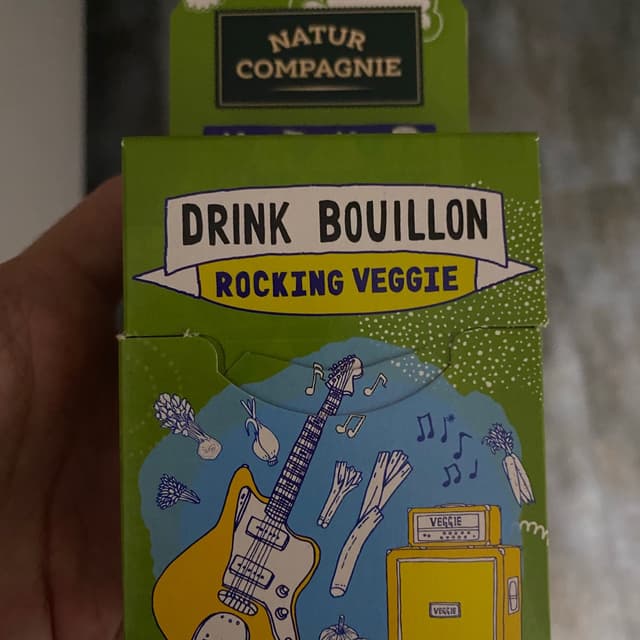 NATUR
COMPAGNIE
DRINK BOUILLON
ROCKING VEGGIE
VEGGIE
VEGGIE